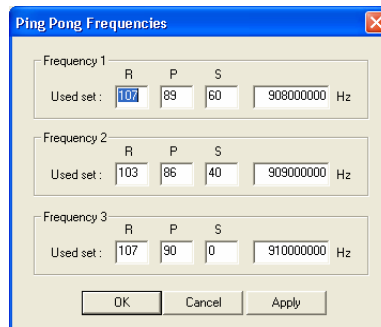 Ping Pong Frequencies
Frequency 1
R P S
Used set : 107 89 60 908000000 Hz
Frequency 2
R P S
Used set : 103 86 40 909000000 Hz
Frequency 3
R P S
Used set : 107 90 0 910000000 Hz
OK Cancel Apply